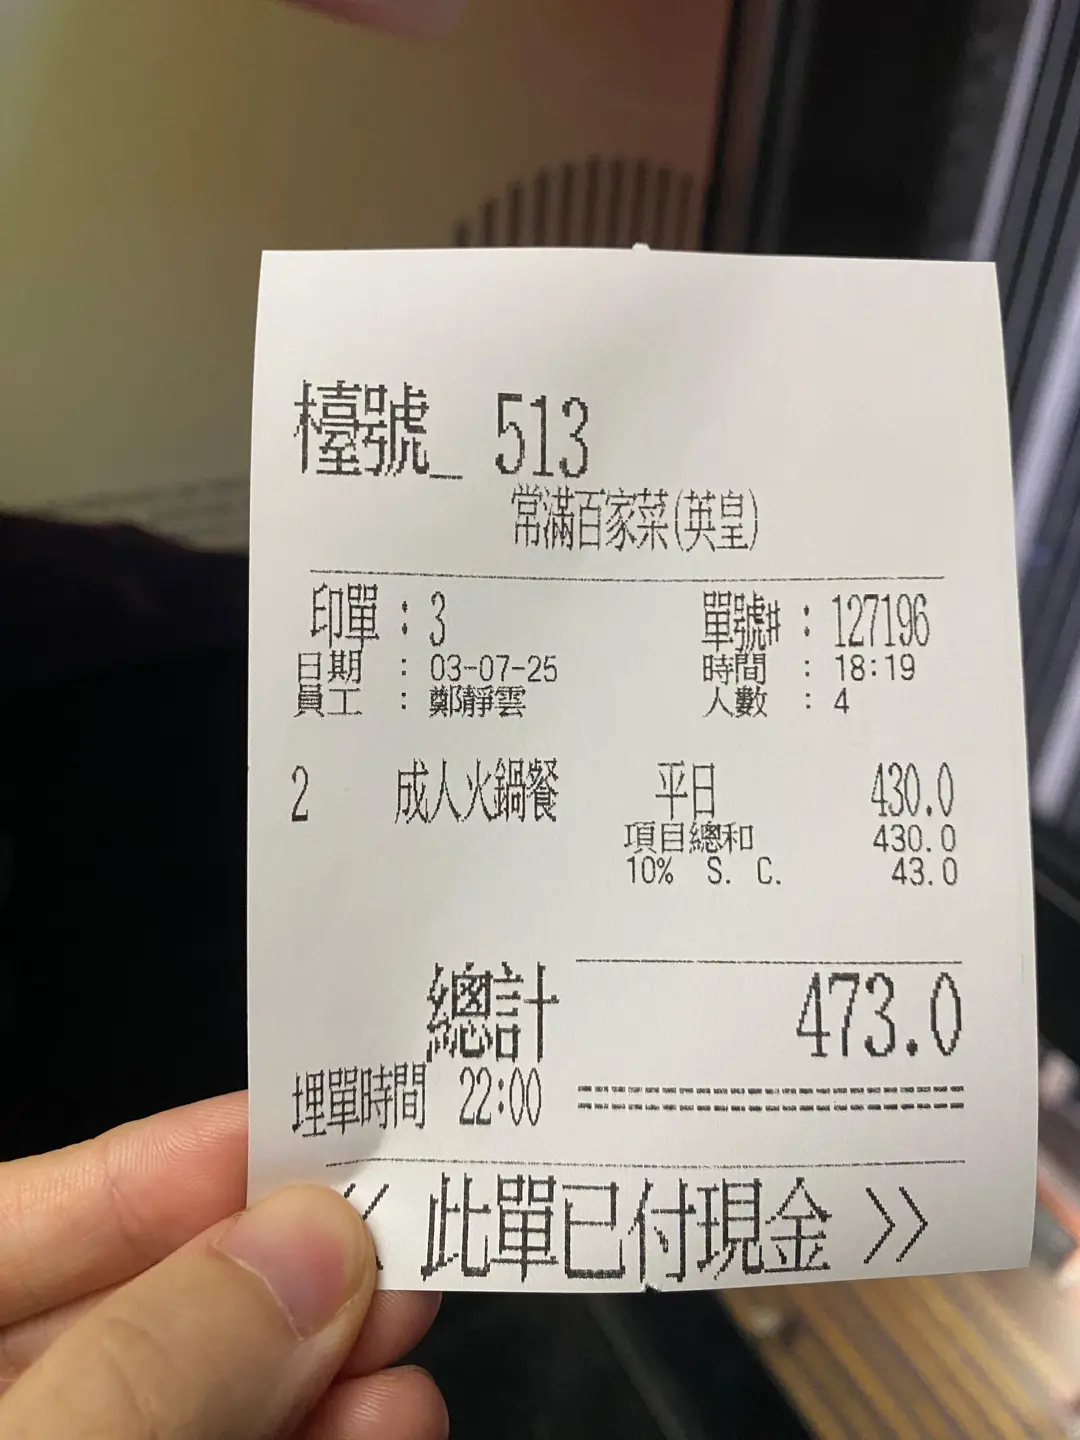 檯號_ 513
常滿百家菜(英皇)
印單 : 3 單號# : 127196
日期 : 03-07-25 時間 : 18:19
員工 : 鄭靜雲 人數 : 4
2 成人火鍋餐 平日 430.0
項目總和 430.0
10% S. C. 43.0
總計 473.0
埋單時間 22:00
<< 此單已付現金 >>